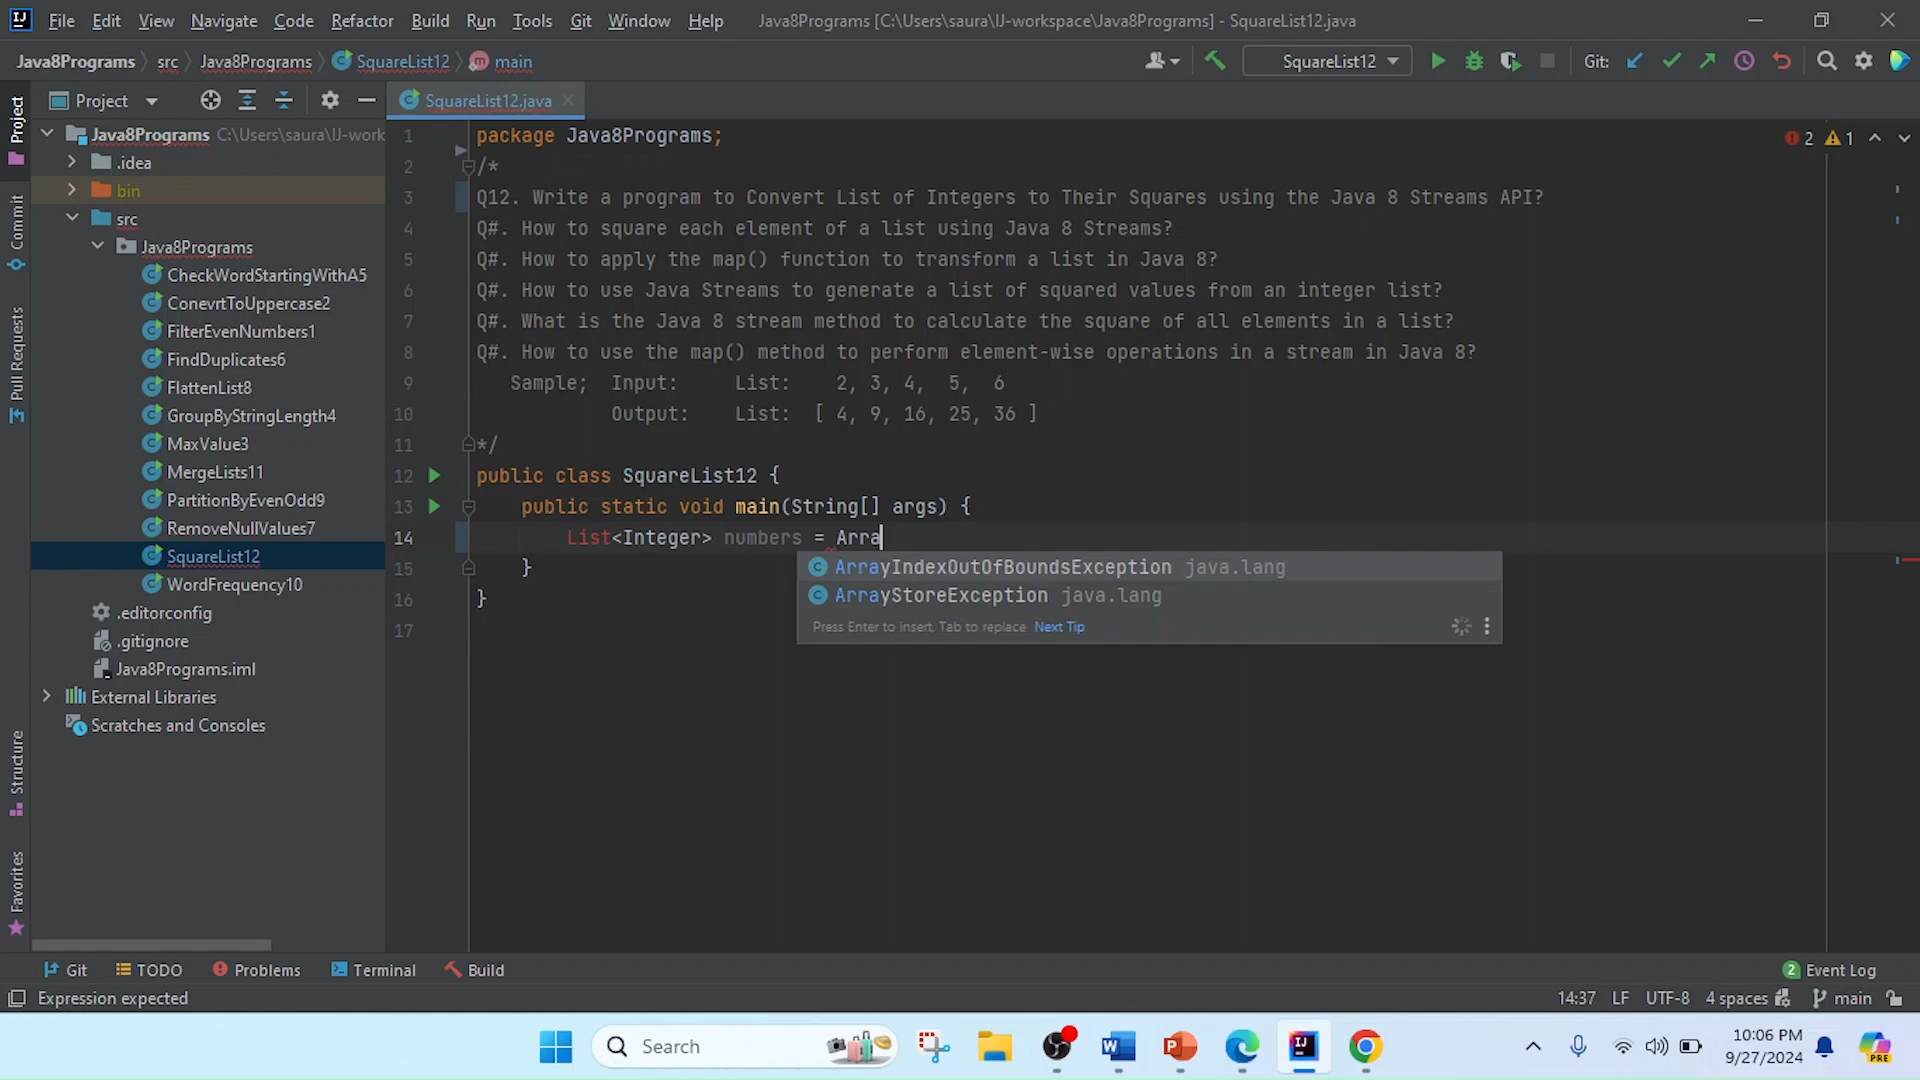 File Edit View Navigate Code Refactor Build Run Tools Git Window Help Java8Programs [C:\Users\saura\IJ-workspace\Java8Programs] - SquareList12.java
Java8Programs src Java8Programs SquareList12 main SquareList12 Git:
Project SquareList12.java
Project
Commit
Pull Requests
Structure
Favorites
Java8Programs C:\Users\saura\IJ-work
.idea
bin
src
Java8Programs
CheckWordStartingWithA5
ConevrtToUppercase2
FilterEvenNumbers1
FindDuplicates6
FlattenList8
GroupByStringLength4
MaxValue3
MergeLists11
PartitionByEvenOdd9
RemoveNullValues7
SquareList12
WordFrequency10
.editorconfig
.gitignore
Java8Programs.iml
External Libraries
Scratches and Consoles
2 1
1 package Java8Programs;
2 /*
3 Q12. Write a program to Convert List of Integers to Their Squares using the Java 8 Streams API?
4 Q#. How to square each element of a list using Java 8 Streams?
5 Q#. How to apply the map() function to transform a list in Java 8?
6 Q#. How to use Java Streams to generate a list of squared values from an integer list?
7 Q#. What is the Java 8 stream method to calculate the square of all elements in a list?
8 Q#. How to use the map() method to perform element-wise operations in a stream in Java 8?
9 Sample; Input: List: 2, 3, 4, 5, 6
10 Output: List: [ 4, 9, 16, 25, 36 ]
11 */
12 public class SquareList12 {
13 public static void main(String[] args) {
14 List<Integer> numbers = Arra
15 }
16 }
17
ArrayIndexOutOfBoundsException java.lang
ArrayStoreException java.lang
Press Enter to insert, Tab to replace Next Tip
Git TODO Problems Terminal Build 2 Event Log
Expression expected 14:37 LF UTF-8 4 spaces main
Search
10:06 PM
9/27/2024
PRE